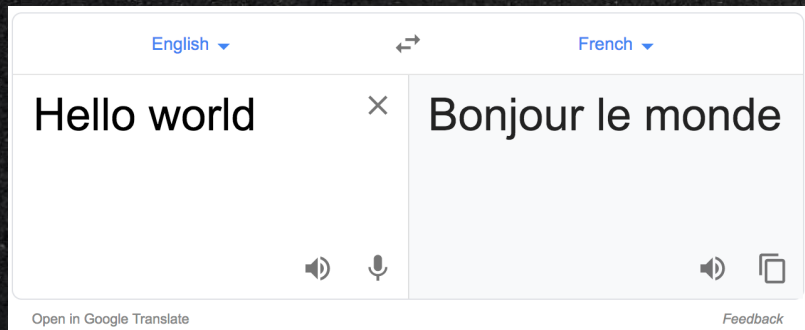 English French
Hello world
Bonjour le monde
Open in Google Translate Feedback